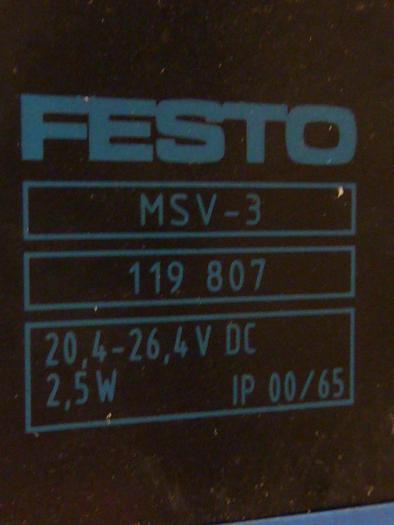 FESTO
MSV-3
119 807
20,4-26,4V DC
2,5W IP 00/65